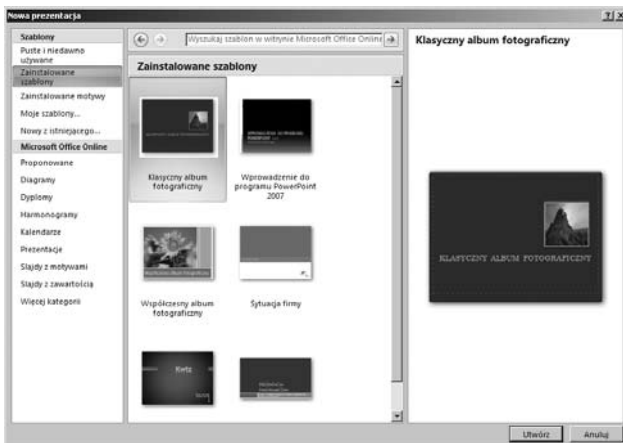 Nowa prezentacja
Szablony
Puste i niedawno
używane
Zainstalowane
szablony
Zainstalowane motywy
Moje szablony...
Nowy z istniejącego...
Microsoft Office Online
Proponowane
Diagramy
Dyplomy
Harmonogramy
Kalendarze
Prezentacje
Slajdy z motywami
Slajdy z zawartością
Więcej kategorii
Wyszukaj szablon w witrynie Microsoft Office Online
Zainstalowane szablony
Klasyczny album
fotograficzny
Wprowadzenie do
programu PowerPoint
2007
Współczesny album
fotograficzny
Sytuacja firmy
Kwiz
Klasyczny album fotograficzny
KLASYCZNY ALBUM FOTOGRAFICZNY
Utwórz
Anuluj